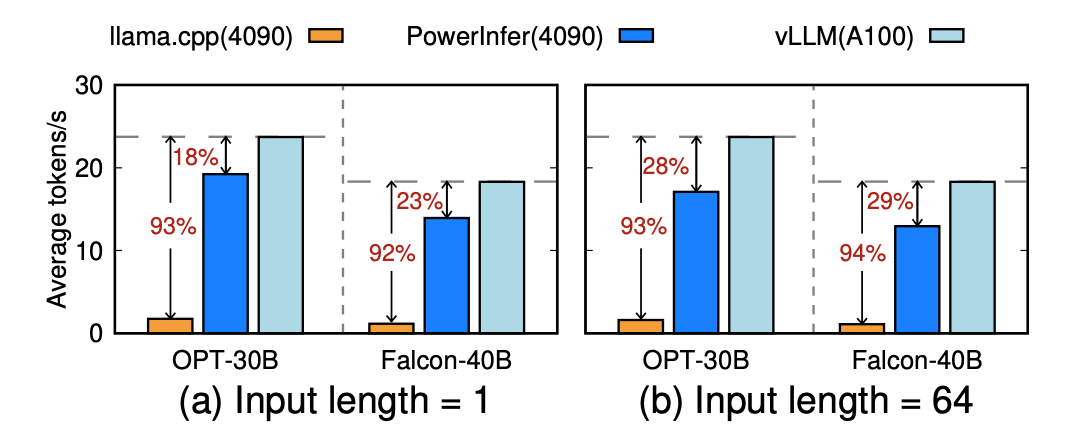 llama.cpp(4090) PowerInfer(4090) vLLM(A100)
Average tokens/s
30
20
10
0
18%
93%
23%
92%
OPT-30B Falcon-40B
(a) Input length = 1
28%
93%
29%
94%
OPT-30B Falcon-40B
(b) Input length = 64